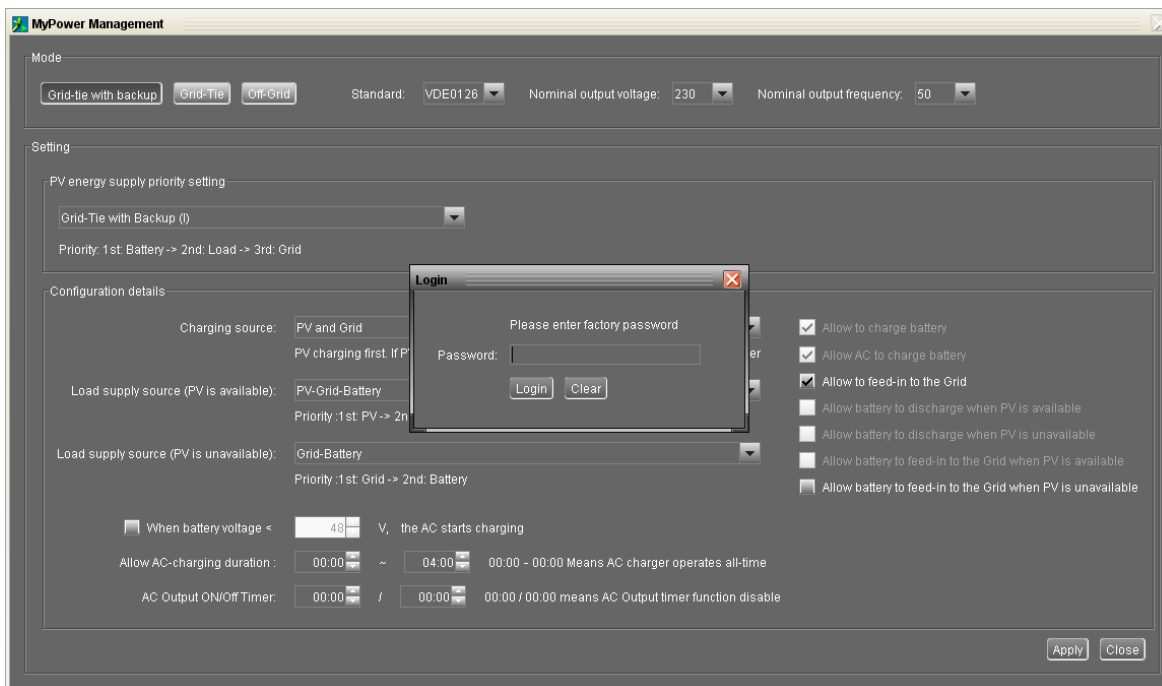 MyPower Management
Mode
Grid-tie with backup Grid-Tie Off-Grid Standard: VDE0126 Nominal output voltage: 230 Nominal output frequency: 50
Setting
PV energy supply priority setting
Grid-Tie with Backup (I)
Priority: 1st: Battery -> 2nd: Load -> 3rd: Grid
Login
Please enter factory password
Password:
Login Clear
Configuration details
Charging source: PV and Grid
PV charging first. If er
Load supply source (PV is available): PV-Grid-Battery
Priority :1st: PV ->
Load supply source (PV is unavailable): Grid-Battery
Priority :1st: Grid -> 2nd: Battery
Allow to charge battery
Allow AC to charge battery
Allow to feed-in to the Grid
Allow battery to discharge when PV is available
Allow battery to discharge when PV is unavailable
Allow battery to feed-in to the Grid when PV is available
Allow battery to feed-in to the Grid when PV is unavailable
When battery voltage < 48 V, the AC starts charging
Allow AC-charging duration : 00:00 ~ 04:00 00:00 - 00:00 Means AC charger operates all-time
AC Output ON/Off Timer: 00:00 / 00:00 00:00 / 00:00 means AC Output timer function disable
Apply Close